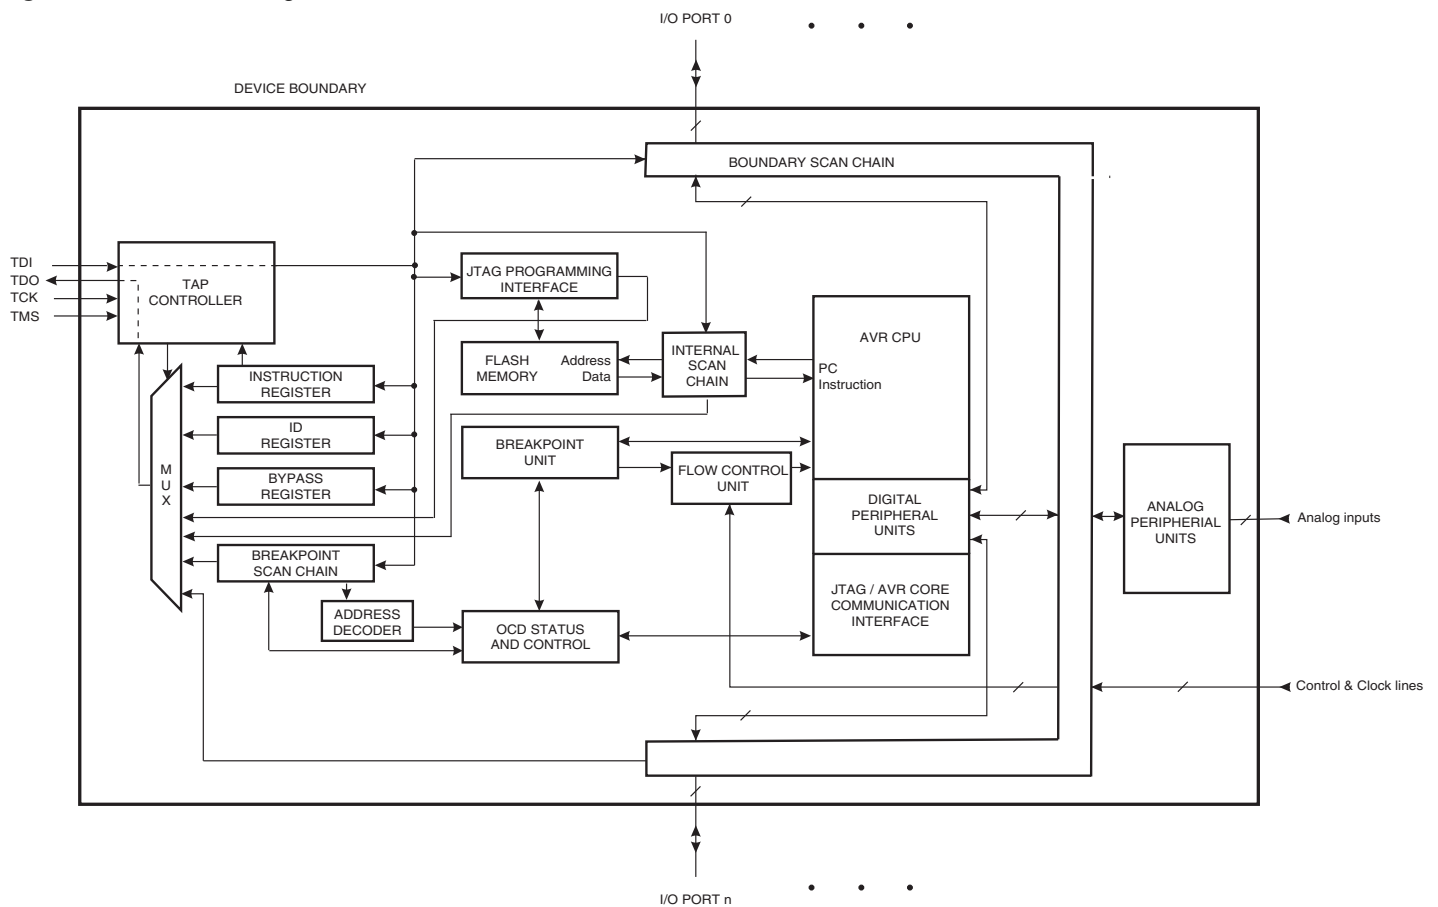 I/O PORT 0
DEVICE BOUNDARY
BOUNDARY SCAN CHAIN
TDI
TDO
TCK
TMS
TAP
CONTROLLER
JTAG PROGRAMMING
INTERFACE
AVR CPU
FLASH
MEMORY
Address
Data
INTERNAL
SCAN
CHAIN
PC
Instruction
INSTRUCTION
REGISTER
ID
REGISTER
BREAKPOINT
UNIT
FLOW CONTROL
UNIT
M
U
X
BYPASS
REGISTER
DIGITAL
PERIPHERAL
UNITS
ANALOG
PERIPHERIAL
UNITS
Analog inputs
BREAKPOINT
SCAN CHAIN
ADDRESS
DECODER
OCD STATUS
AND CONTROL
JTAG / AVR CORE
COMMUNICATION
INTERFACE
Control & Clock lines
I/O PORT n